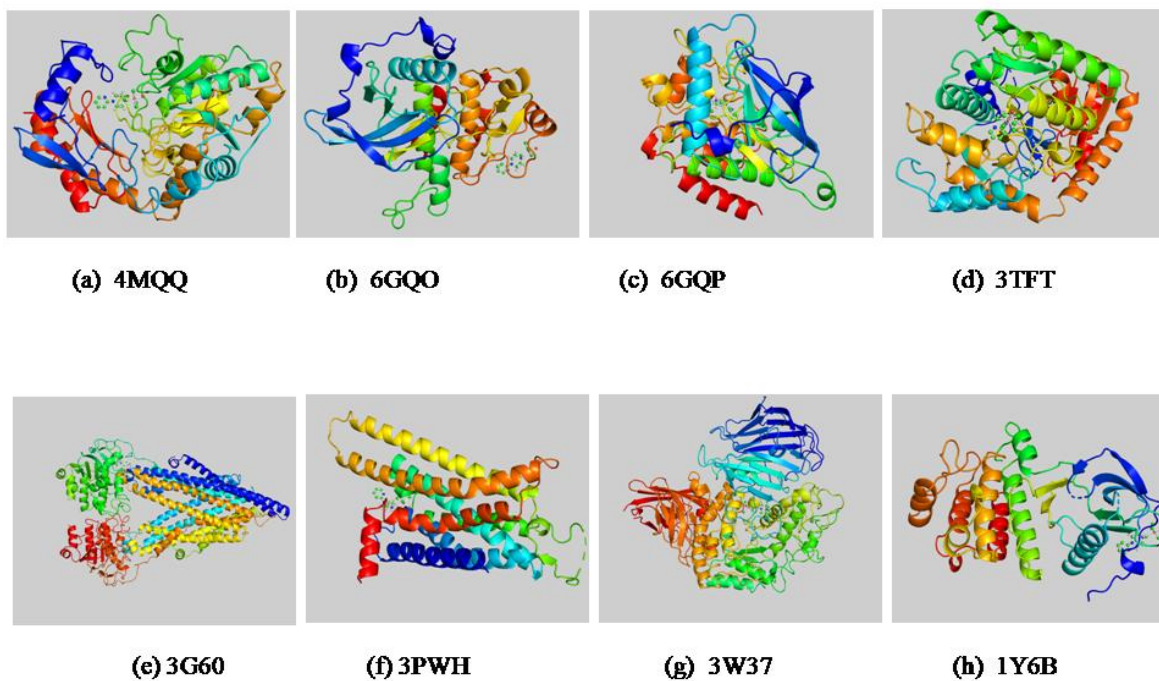 (a) 4MQQ
(b) 6GQO
(c) 6GQP
(d) 3TFT
(e) 3G60
(f) 3PWH
(g) 3W37
(h) 1Y6B